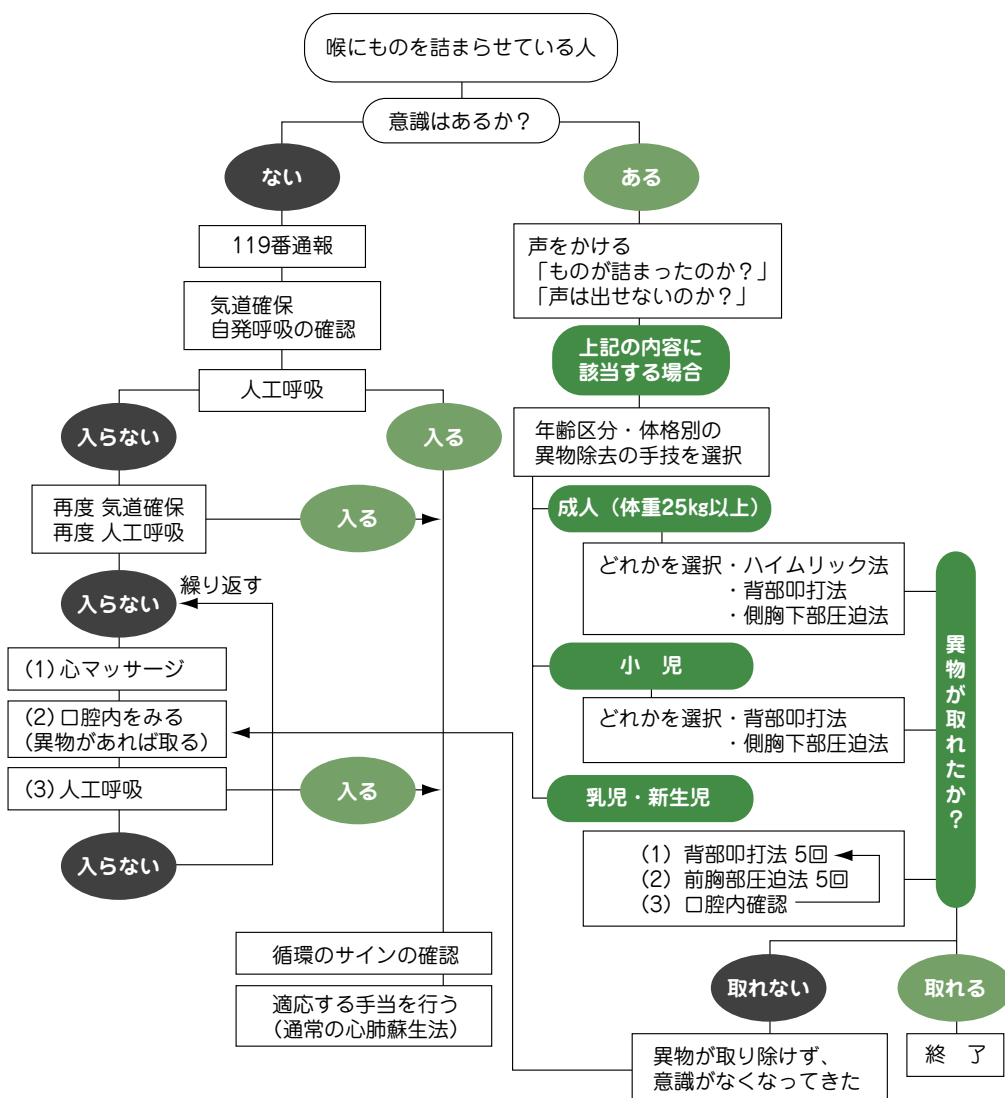 喉にものを詰まらせている人
意識はあるか？
ない
119番通報
気道確保
自発呼吸の確認
人工呼吸
入らない
入る
再度 気道確保
再度 人工呼吸
入る
入らない
繰り返す
(1)心マッサージ
(2)口腔内をみる
(異物があれば取る)
(3)人工呼吸
入る
入らない
循環のサインの確認
適応する手当を行う
(通常の心肺蘇生法)
ある
声をかける
「ものが詰まったのか？」
「声は出せないのか？」
上記の内容に
該当する場合
年齢区分・体格別の
異物除去の手技を選択
成人（体重25kg以上）
どれかを選択・ハイムリック法
・背部叩打法
・側胸下部圧迫法
小　児
どれかを選択・背部叩打法
・側胸下部圧迫法
乳児・新生児
(1) 背部叩打法 5回
(2) 前胸部圧迫法 5回
(3) 口腔内確認
異物が取れたか？
取れない
取れる
異物が取り除けず、
意識がなくなってきた
終　了